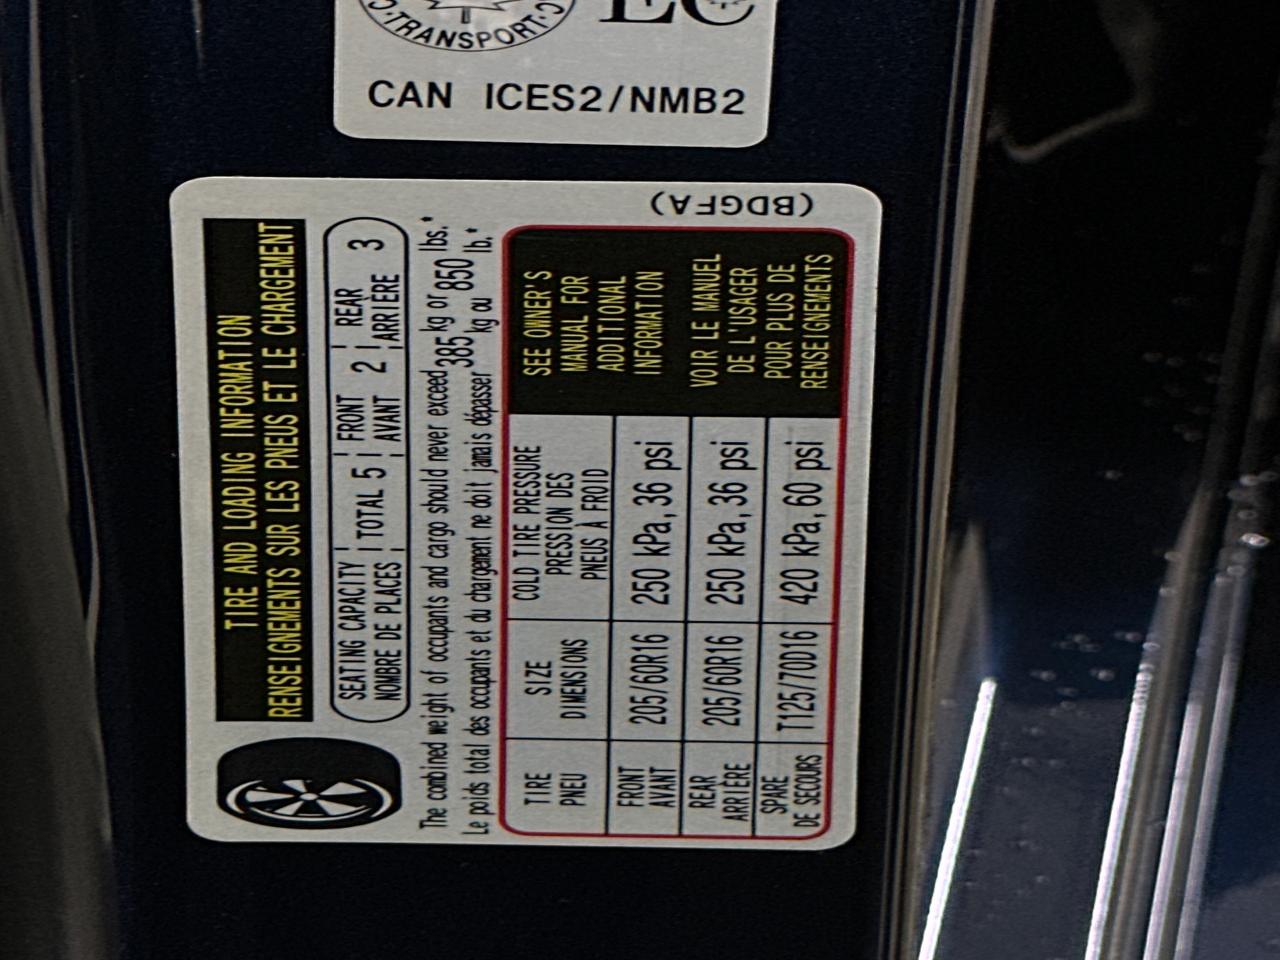 C·TRANSPORT·C
EC
CAN ICES2/NMB2
TIRE AND LOADING INFORMATION
RENSEIGNEMENTS SUR LES PNEUS ET LE CHARGEMENT
SEATING CAPACITY TOTAL 5 FRONT 2 REAR 3
NOMBRE DE PLACES AVANT ARRIÈRE
The combined weight of occupants and cargo should never exceed 385 kg or 850 lbs.*
Le poids total des occupants et du chargement ne doit jamais dépasser 385 kg ou 850 lb.*
TIRE SIZE COLD TIRE PRESSURE
PNEU DIMENSIONS PRESSION DES
PNEUS À FROID
FRONT 205/60R16 250 kPa, 36 psi
AVANT
REAR 205/60R16 250 kPa, 36 psi
ARRIÈRE
SPARE T125/70D16 420 kPa, 60 psi
DE SECOURS
SEE OWNER'S
MANUAL FOR
ADDITIONAL
INFORMATION
VOIR LE MANUEL
DE L'USAGER
POUR PLUS DE
RENSEIGNEMENTS
(BDGFA)